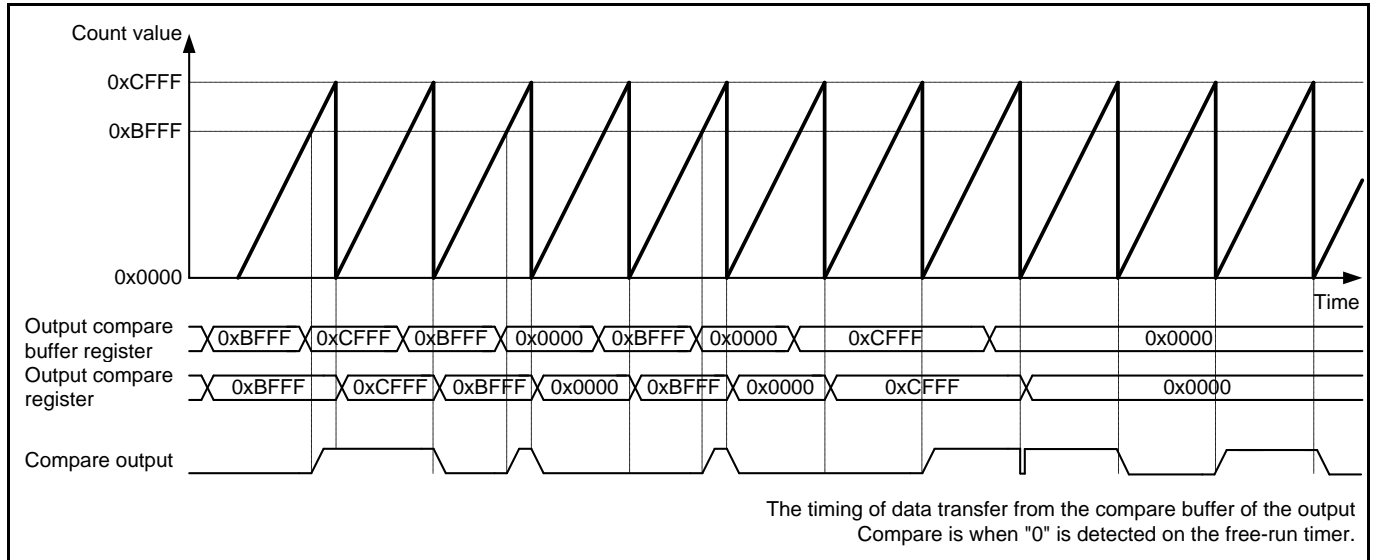 Count value
0xCFFF
0xBFFF
0x0000
Time
Output compare
buffer register
0xBFFF 0xCFFF 0xBFFF 0x0000 0xBFFF 0x0000 0xCFFF 0x0000
Output compare
register
0xBFFF 0xCFFF 0xBFFF 0x0000 0xBFFF 0x0000 0xCFFF 0x0000
Compare output
The timing of data transfer from the compare buffer of the output
Compare is when "0" is detected on the free-run timer.